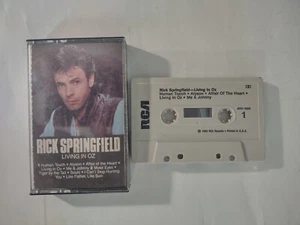 RICK SPRINGFIELD
LIVING IN OZ
Human Touch • Alyson • Affair of the Heart
Living in Oz • Me & Johnny • Motel Eyes
Tiger by the Tail • Souls • I Can't Stop Hurting
You • Like Father, Like Son
RCA
Rick Springfield—Living In Oz
Human Touch • Alyson • Affair Of The Heart •
Living In Oz • Me & Johnny
1